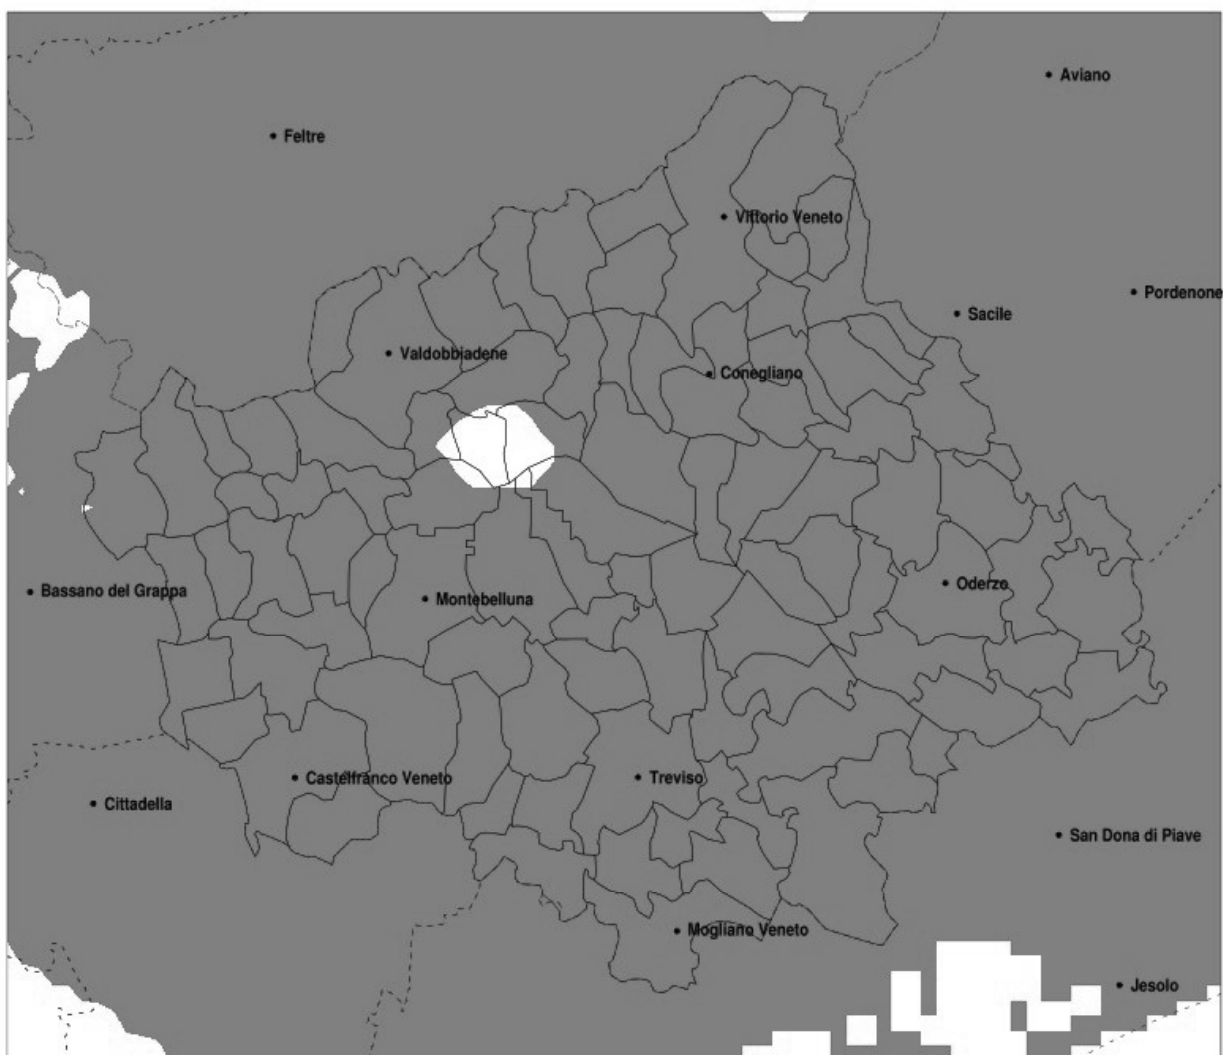 Aviano
Feltre
Vittorio Veneto
Pordenone
Sacile
Valdobbiadene
Conegliano
Bassano del Grappa
Oderzo
Montebelluna
Castelfranco Veneto
Treviso
Cittadella
San Dona di Piave
Mogliano Veneto
Jesolo